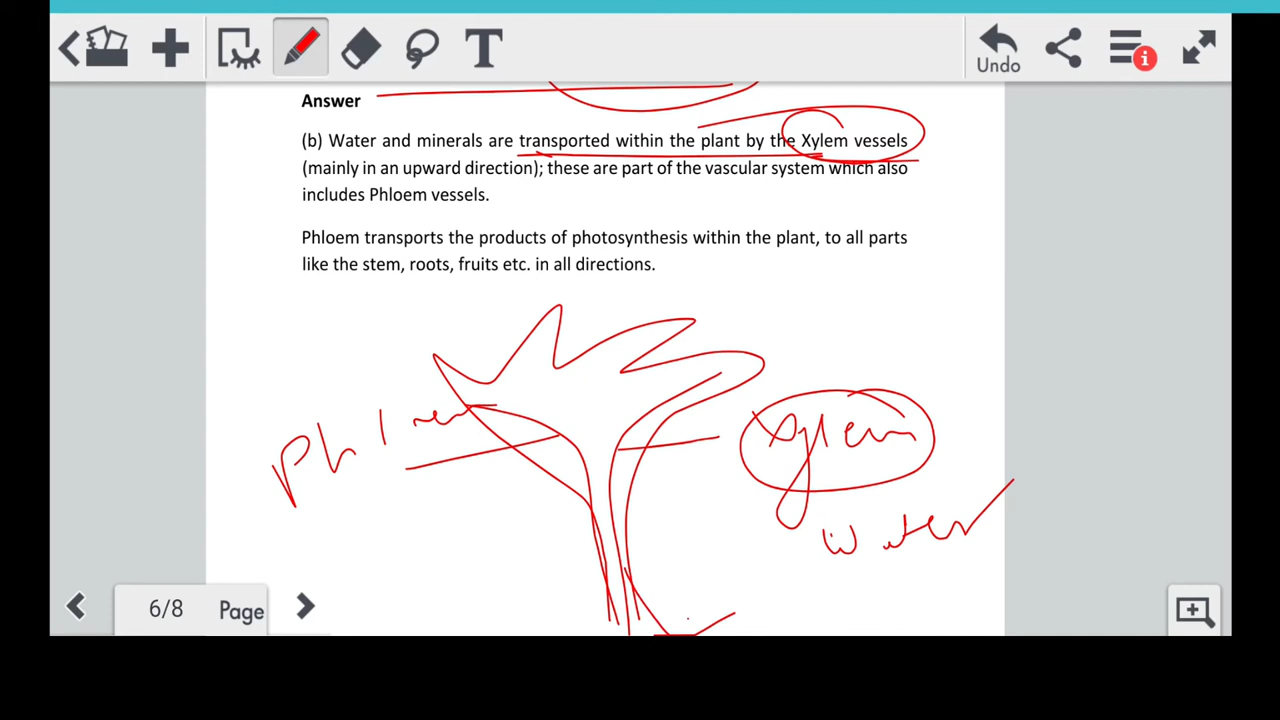 Undo
Answer
(b) Water and minerals are transported within the plant by the Xylem vessels
(mainly in an upward direction); these are part of the vascular system which also
includes Phloem vessels.
Phloem transports the products of photosynthesis within the plant, to all parts
like the stem, roots, fruits etc. in all directions.
Phloem
Xylem
water
6/8 Page